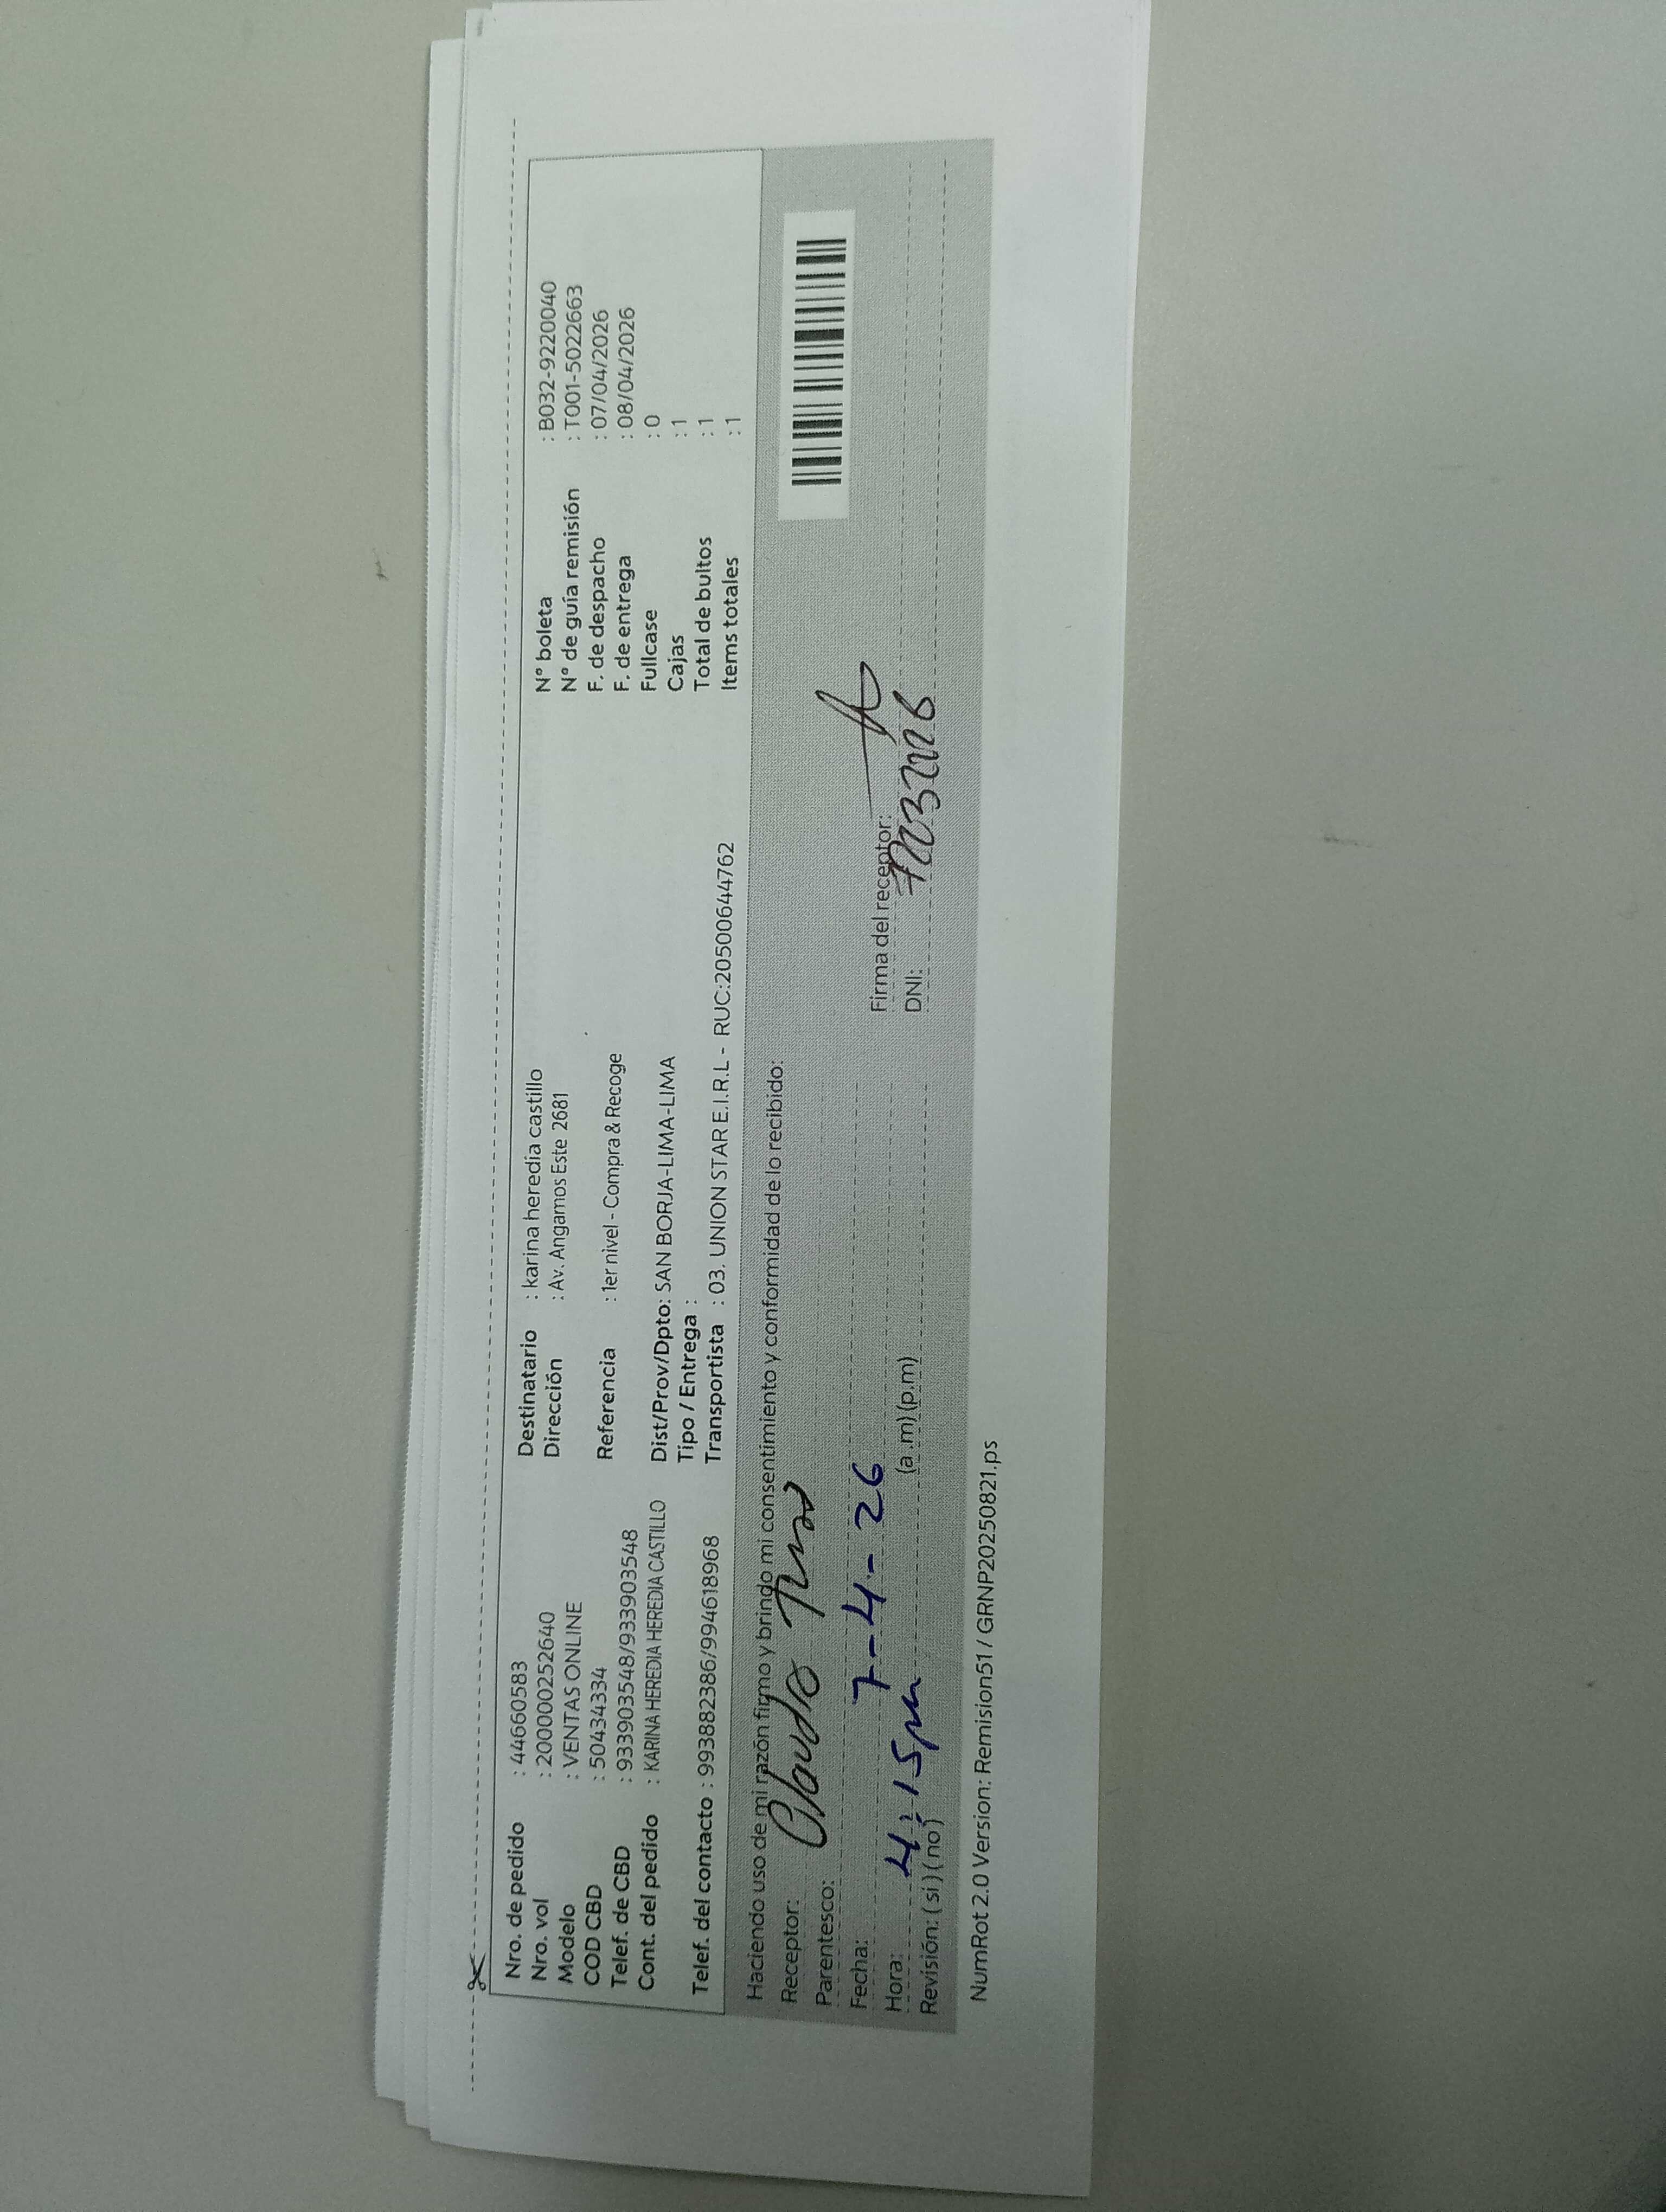 Nro. de pedido : 44660583
Nro. vol : 200000252640
Modelo : VENTAS ONLINE
COD CBD : 50434334
Telef. de CBD : 933903548/933903548
Cont. del pedido : KARINA HEREDIA HEREDIA CASTILLO
Telef. del contacto : 993882386/994618968
Destinatario : karina heredia castillo
Dirección : Av. Angamos Este 2681
Referencia : 1er nivel - Compra & Recoge
Dist/Prov/Dpto: SAN BORJA-LIMA-LIMA
Tipo / Entrega :
Transportista : 03. UNION STAR E.I.R.L - RUC:20500644762
N° boleta : B032-9220040
N° de guía remisión : T001-5022663
F. de despacho : 07/04/2026
F. de entrega : 08/04/2026
Fullcase : 0
Cajas : 1
Total de bultos : 1
Items totales : 1
Haciendo uso de mi razón firmo y brindo mi consentimiento y conformidad de lo recibido:
Receptor:
Parentesco:
Fecha: 7-4-26
Hora: 4:15pm (a.m) (p.m)
Revisión: ( si ) ( no )
Firma del receptor:
DNI:
NumRot 2.0 Version: Remision51 / GRNP20250821.ps